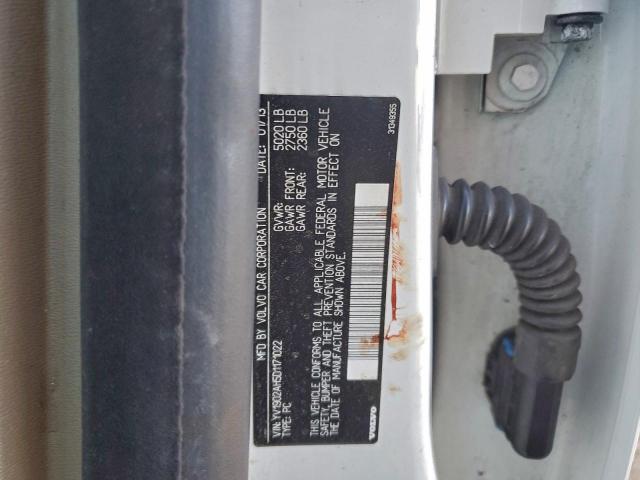 MFD BY VOLVO CAR CORPORATION DATE: 01/13
GVWR: 5020 LB
GAWR FRONT: 2750 LB
GAWR REAR: 2360 LB
VIN: YV1902AH5D1171022
TYPE: PC
THIS VEHICLE CONFORMS TO ALL APPLICABLE FEDERAL MOTOR VEHICLE
SAFETY, BUMPER AND THEFT PREVENTION STANDARDS IN EFFECT ON
THE DATE OF MANUFACTURE SHOWN ABOVE.
VOLVO
31349355